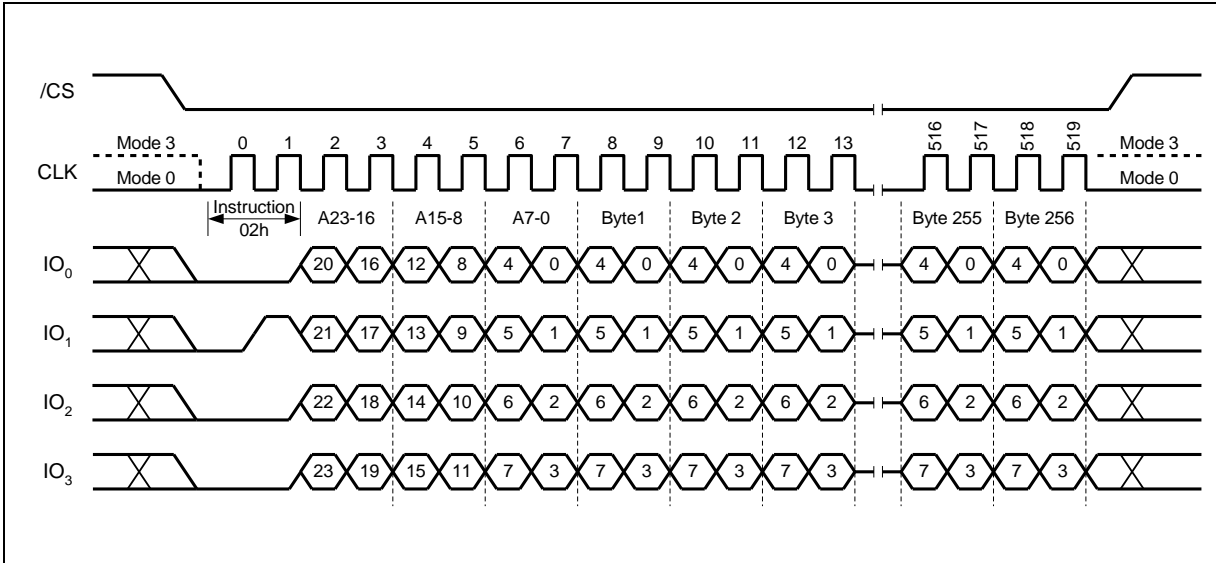 /CS
Mode 3 0 1 2 3 4 5 6 7 8 9 10 11 12 13 516 517 518 519 Mode 3
CLK
Mode 0 Mode 0
Instruction
02h A23-16 A15-8 A7-0 Byte1 Byte 2 Byte 3 Byte 255 Byte 256
IO0 20 16 12 8 4 0 4 0 4 0 4 0 4 0 4 0
IO1 21 17 13 9 5 1 5 1 5 1 5 1 5 1 5 1
IO2 22 18 14 10 6 2 6 2 6 2 6 2 6 2 6 2
IO3 23 19 15 11 7 3 7 3 7 3 7 3 7 3 7 3